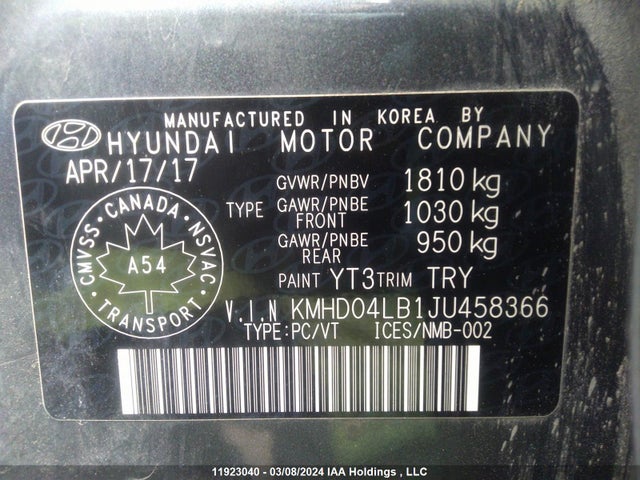 MANUFACTURED IN KOREA BY
HYUNDAI MOTOR COMPANY
APR/17/17
GVWR/PNBV 1810 kg
TYPE GAWR/PNBE FRONT 1030 kg
GAWR/PNBE REAR 950 kg
CMVSS • CANADA • NSVAC
A54
TRANSPORT
PAINT YT3 TRIM TRY
V.I.N KMHD04LB1JU458366
TYPE:PC/VT ICES/NMB-002
11923040 - 03/08/2024 IAA Holdings , LLC